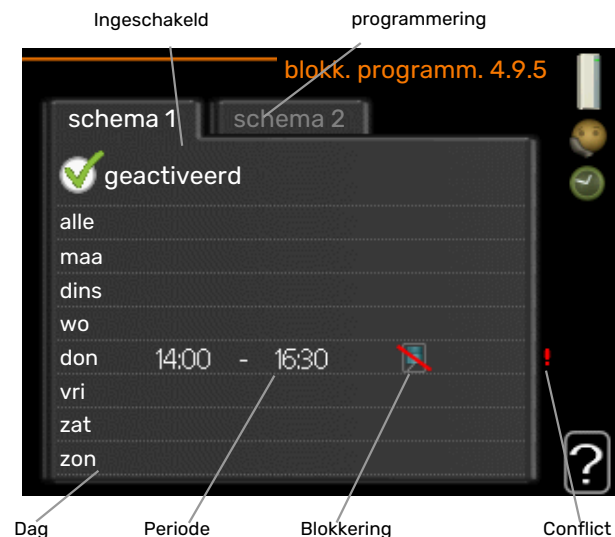 Ingeschakeld programmering
blokk. programm. 4.9.5
schema 1 schema 2
geactiveerd
alle
maa
dins
wo
don 14:00 - 16:30 !
vri
zat
zon
?
Dag Periode Blokkering Conflict